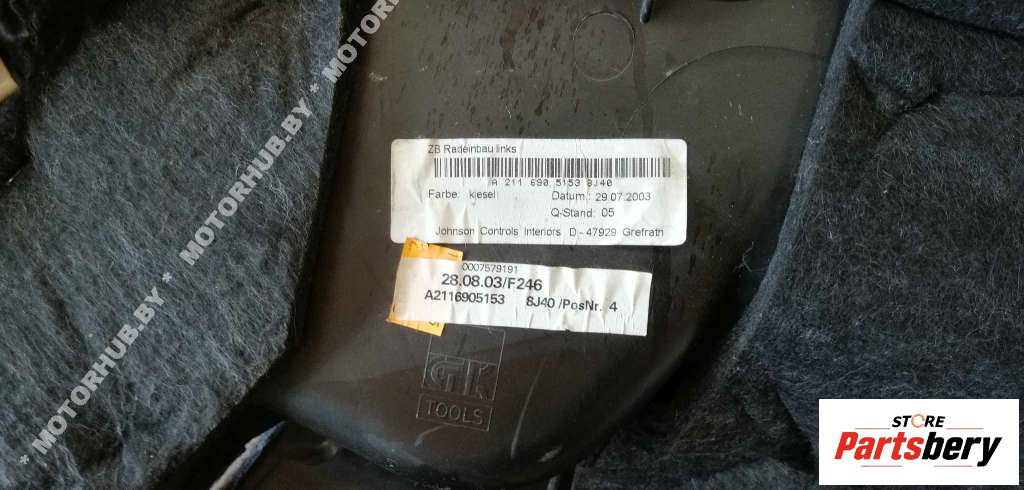 MOTORHUB.BY * MOTORHUB.BY * MOTORHUB.BY
ZB Radeinbau links
A 211 690 5153 8J40
Farbe: kiesel Datum: 29.07.2003
Q-Stand: 05
Johnson Controls Interiors D-47929 Grefrath
0007579191
28.08.03/F246
A2116905153 8J40 /PosNr. 4
GK
TOOLS
STORE
Partsbery